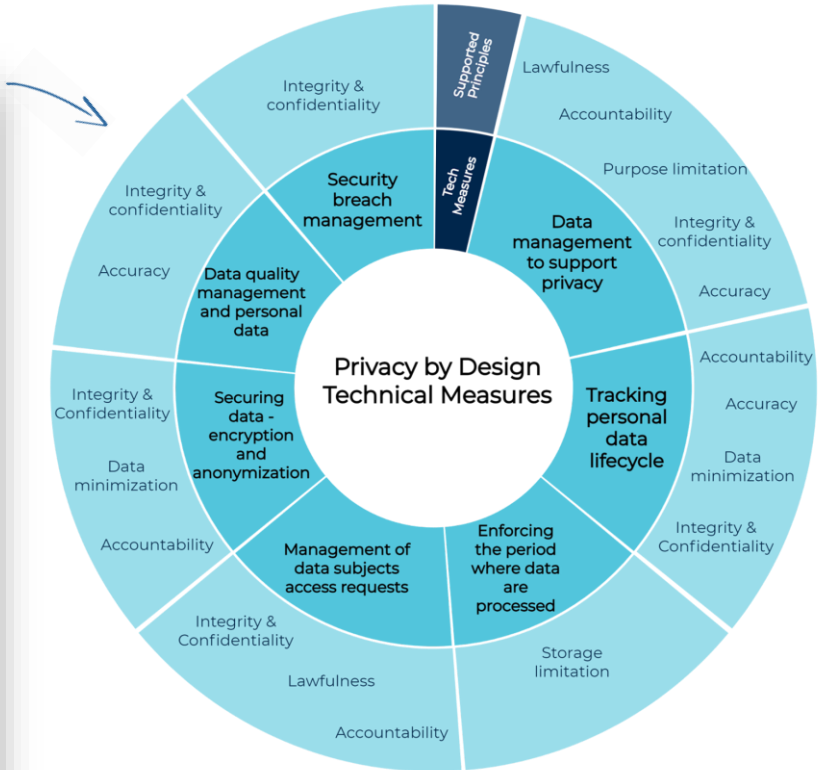 Supported
Principles
Tech
Measures
Lawfulness
Accountability
Purpose limitation
Integrity &
confidentiality
Accuracy
Data
management
to support
privacy
Accountability
Accuracy
Data
minimization
Integrity &
Confidentiality
Tracking
personal
data
lifecycle
Storage
limitation
Enforcing
the period
where data
are
processed
Integrity &
Confidentiality
Lawfulness
Accountability
Management of
data subjects
access requests
Integrity &
Confidentiality
Data
minimization
Accountability
Securing
data -
encryption
and
anonymization
Integrity &
confidentiality
Accuracy
Data quality
management
and personal
data
Integrity &
confidentiality
Security
breach
management
Privacy by Design
Technical Measures